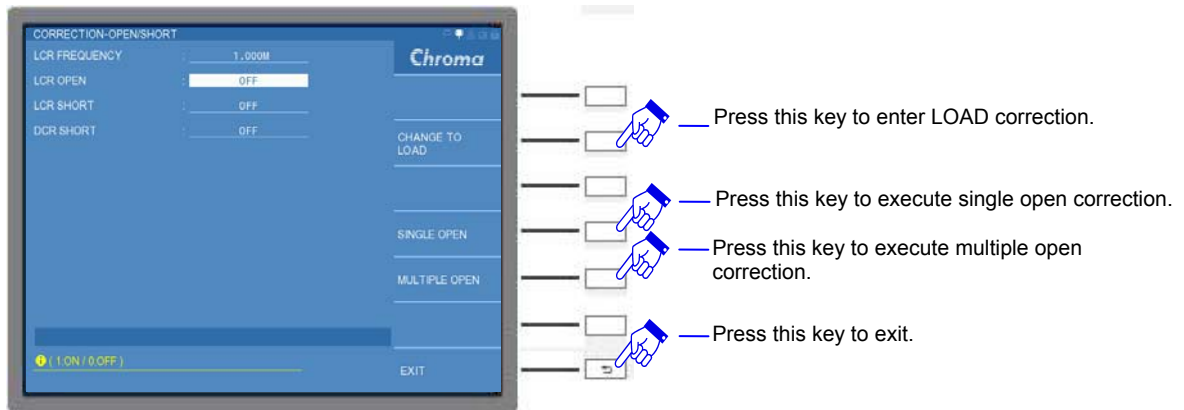 CORRECTION-OPEN/SHORT
LCR FREQUENCY : 1.000M
LCR OPEN : OFF
LCR SHORT : OFF
DCR SHORT : OFF
Chroma
CHANGE TO
LOAD
SINGLE OPEN
MULTIPLE OPEN
EXIT
( 1:ON / 0:OFF )
Press this key to enter LOAD correction.
Press this key to execute single open correction.
Press this key to execute multiple open
correction.
Press this key to exit.